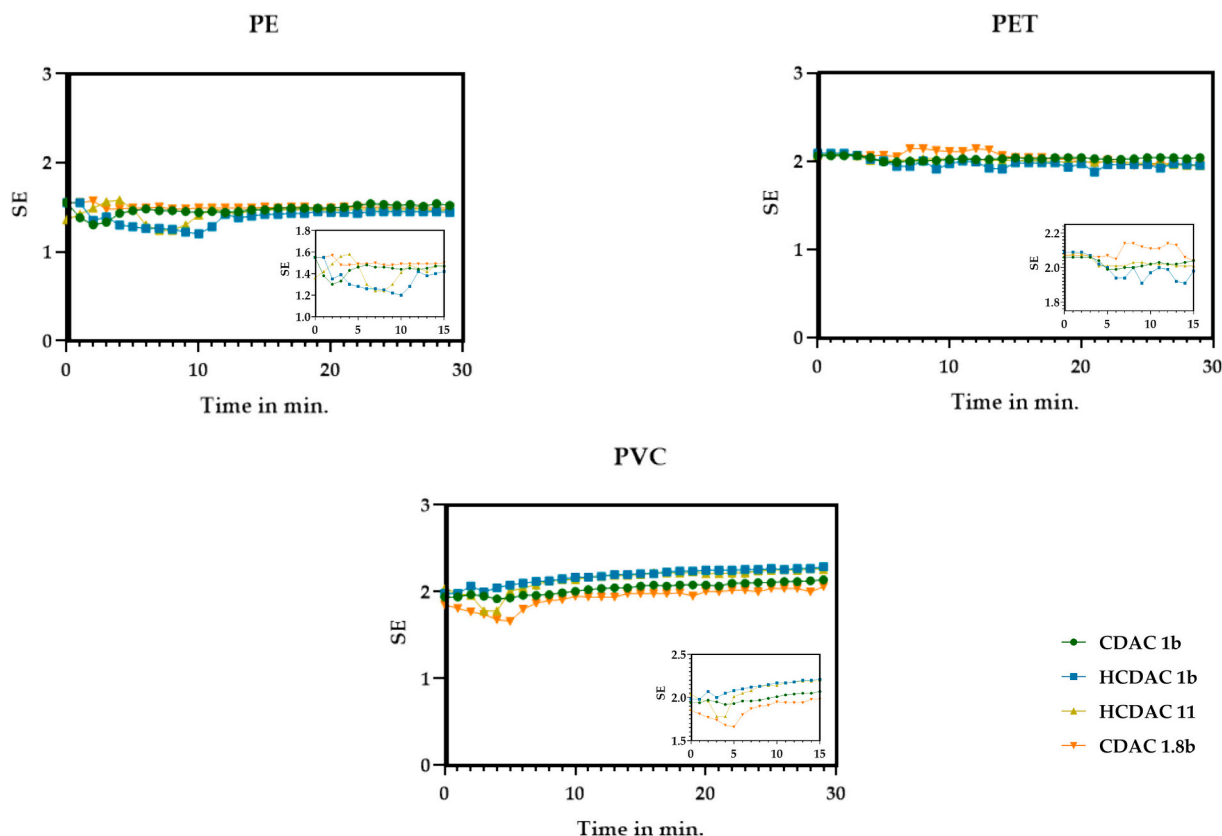 PE
3
2
1
0
SE
1.8
1.6
1.4
1.2
1.0
SE
0 5 10 15
0 10 20 30
Time in min.
PET
3
2
1
0
SE
2.2
2.0
1.8
SE
0 5 10 15
0 10 20 30
Time in min.
PVC
3
2
1
0
SE
2.5
2.0
1.5
SE
0 5 10 15
0 10 20 30
Time in min.
CDAC 1b
HCDAC 1b
HCDAC 11
CDAC 1.8b